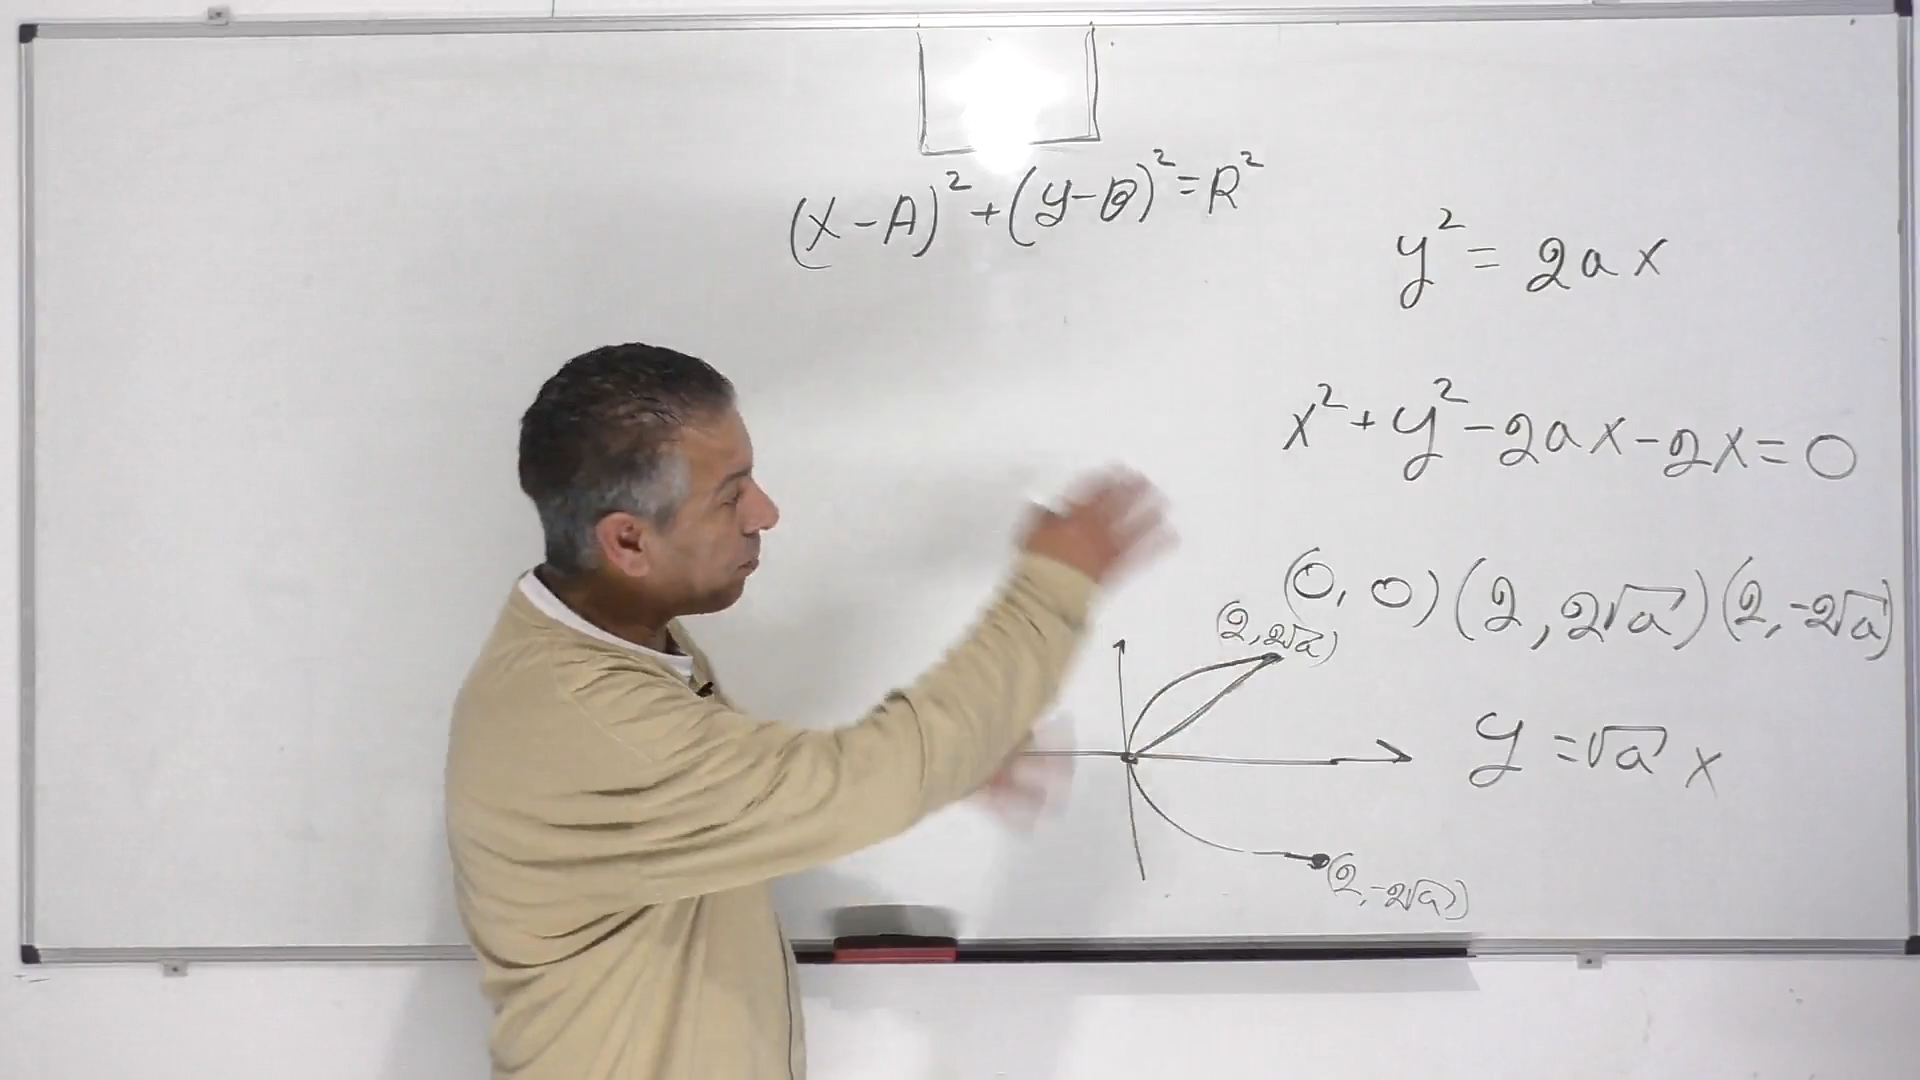 (x-A)²+(y-B)²=R²
y²=2ax
x²+y²-2ax-2x=0
(0,0)(2,2√a)(2,-2√a)
(2,2√a)
y=√a x
(2,-2√a)